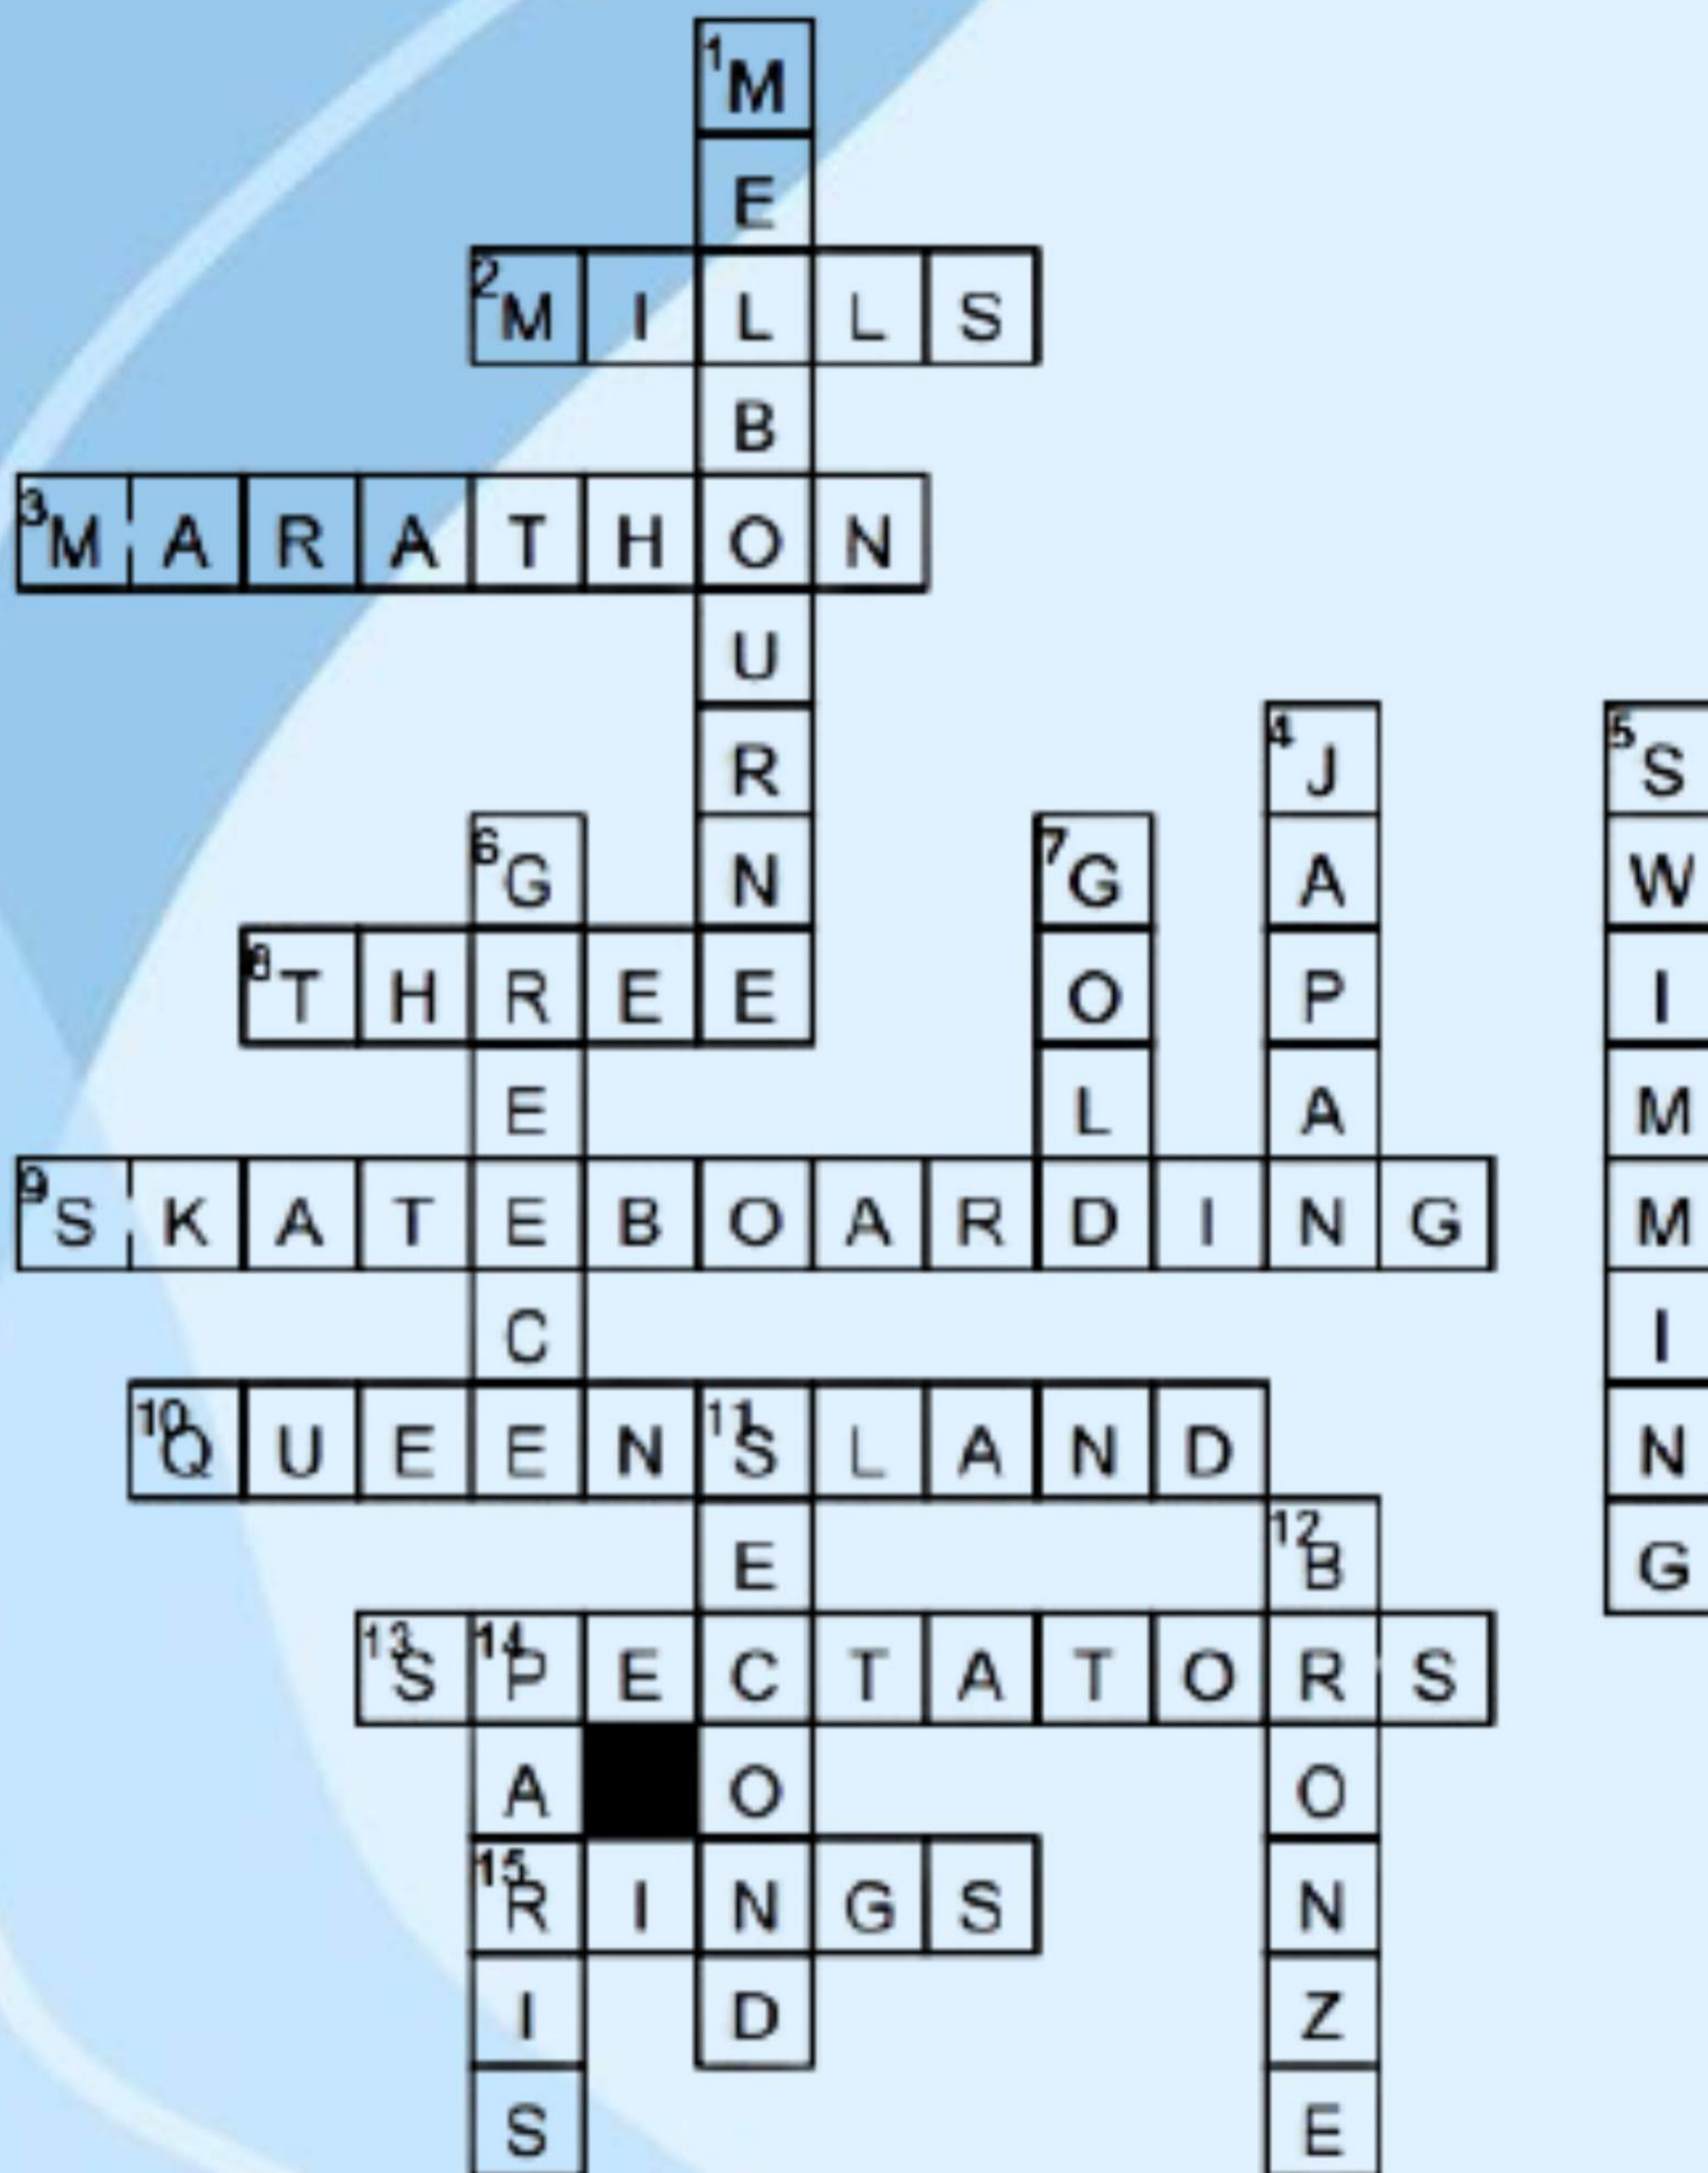 1M
E
2M I L L S
B
3M A R A T H O N
U
R 4J 5S
6G N 7G A W
8T H R E E O P I
E L A M
9S K A T E B O A R D I N G M
C I
10Q U E E N 11S L A N D N
E 12B G
13S 14P E C T A T O R S
A O O
15R I N G S N
I D Z
S E